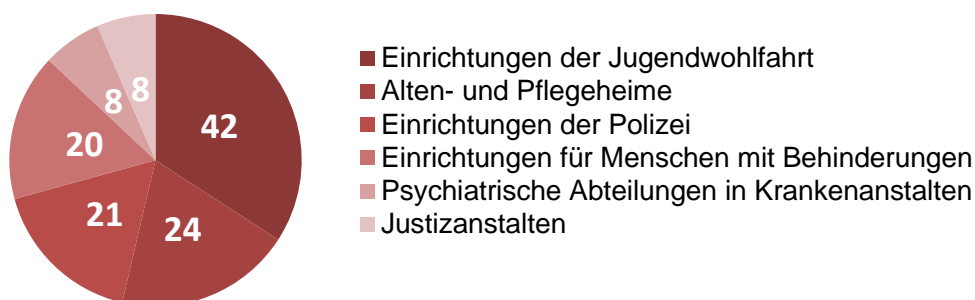 8
8
42
20
21
24
Einrichtungen der Jugendwohlfahrt
Alten- und Pflegeheime
Einrichtungen der Polizei
Einrichtungen für Menschen mit Behinderungen
Psychiatrische Abteilungen in Krankenanstalten
Justizanstalten